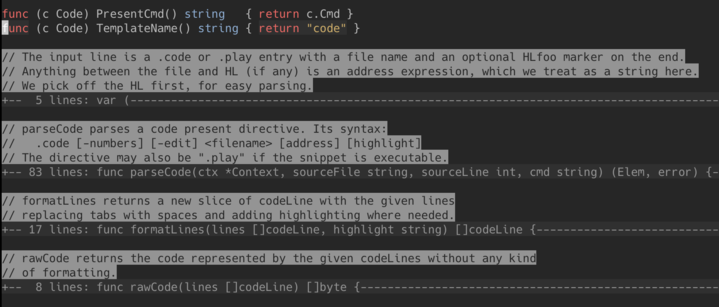 func (c Code) PresentCmd() string   { return c.Cmd }
func (c Code) TemplateName() string { return "code" }
// The input line is a .code or .play entry with a file name and an optional HLfoo marker on the end.
// Anything between the file and HL (if any) is an address expression, which we treat as a string here.
// We pick off the HL first, for easy parsing.
+--  5 lines: var (-----------------------------------------------------------------------------------
// parseCode parses a code present directive. Its syntax:
//   .code [-numbers] [-edit] <filename> [address] [highlight]
// The directive may also be ".play" if the snippet is executable.
+-- 83 lines: func parseCode(ctx *Context, sourceFile string, sourceLine int, cmd string) (Elem, error) {-
// formatLines returns a new slice of codeLine with the given lines
// replacing tabs with spaces and adding highlighting where needed.
+-- 17 lines: func formatLines(lines []codeLine, highlight string) []codeLine {---------------------------
// rawCode returns the code represented by the given codeLines without any kind
// of formatting.
+--  8 lines: func rawCode(lines []codeLine) []byte {-----------------------------------------------------